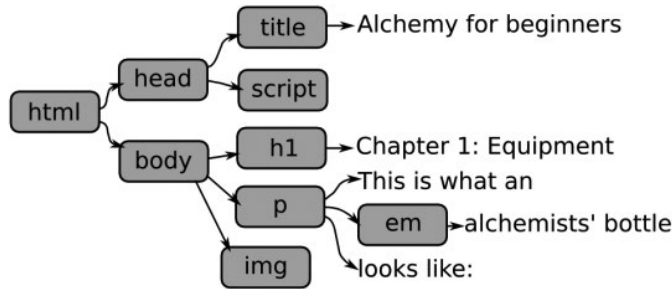 title
Alchemy for beginners
head
script
html
h1
Chapter 1: Equipment
body
This is what an
p
em
alchemists' bottle
img
looks like: